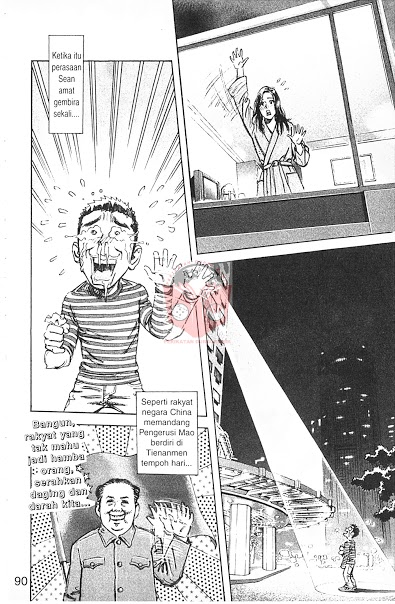 Ketika itu
perasaan
Sean
amat
gembira
sekali....
Seperti rakyat
negara China
memandang
Pengerusi Mao
berdiri di
Tienanmen
tempoh hari...
Bangun,
rakyat yang
tak mahu
jadi hamba
orang,
serahkan
daging dan
darah kita...
90